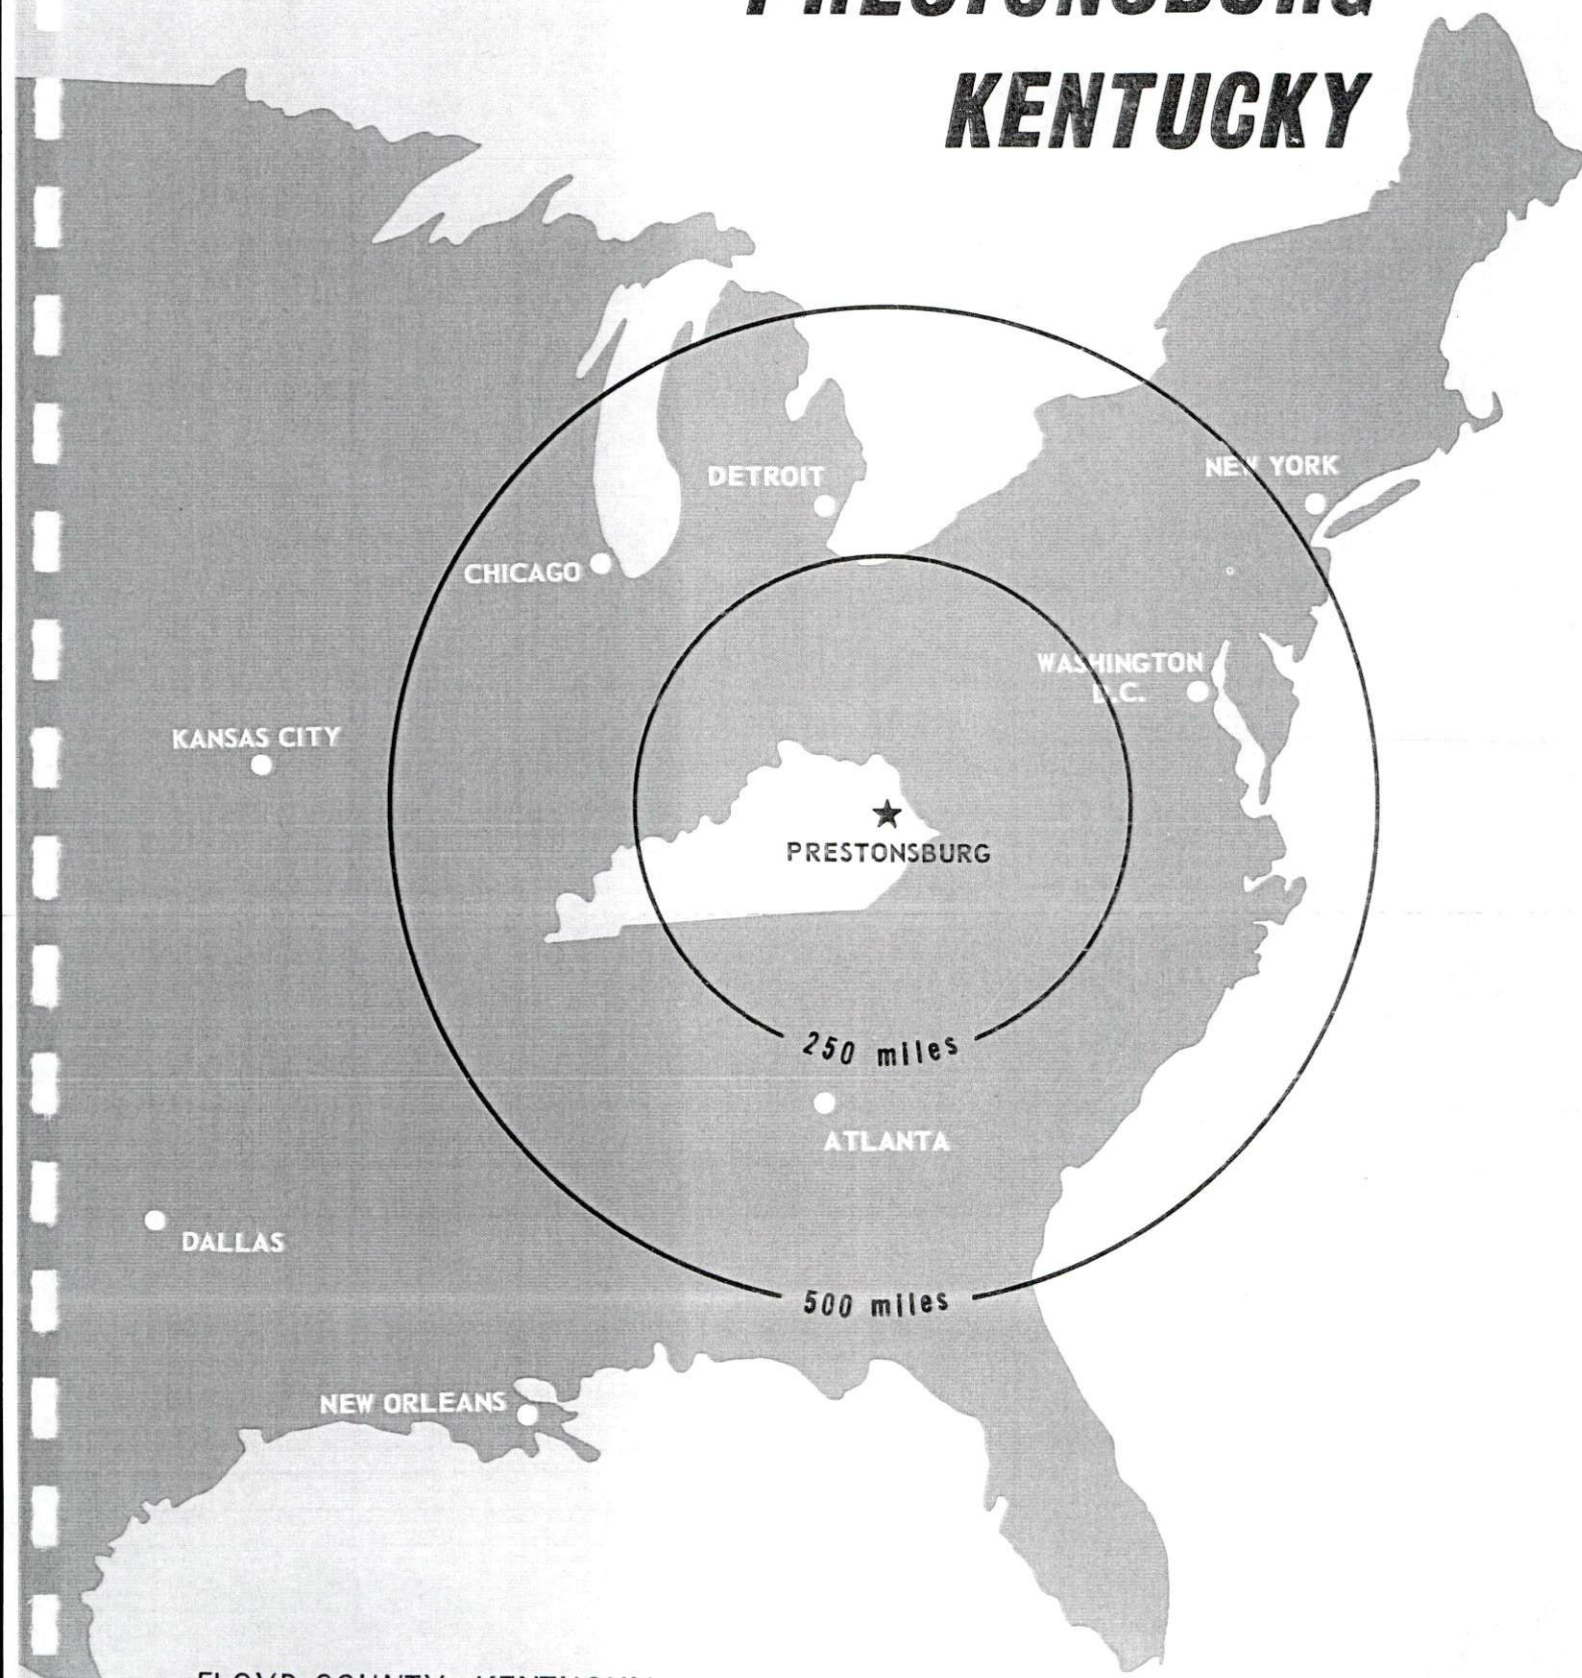 PRESTONSBURG
KENTUCKY
DETROIT
NEW YORK
CHICAGO
WASHINGTON
D.C.
KANSAS CITY
PRESTONSBURG
250 miles
ATLANTA
DALLAS
500 miles
NEW ORLEANS
FLOYD COUNTY, KENTUCKY